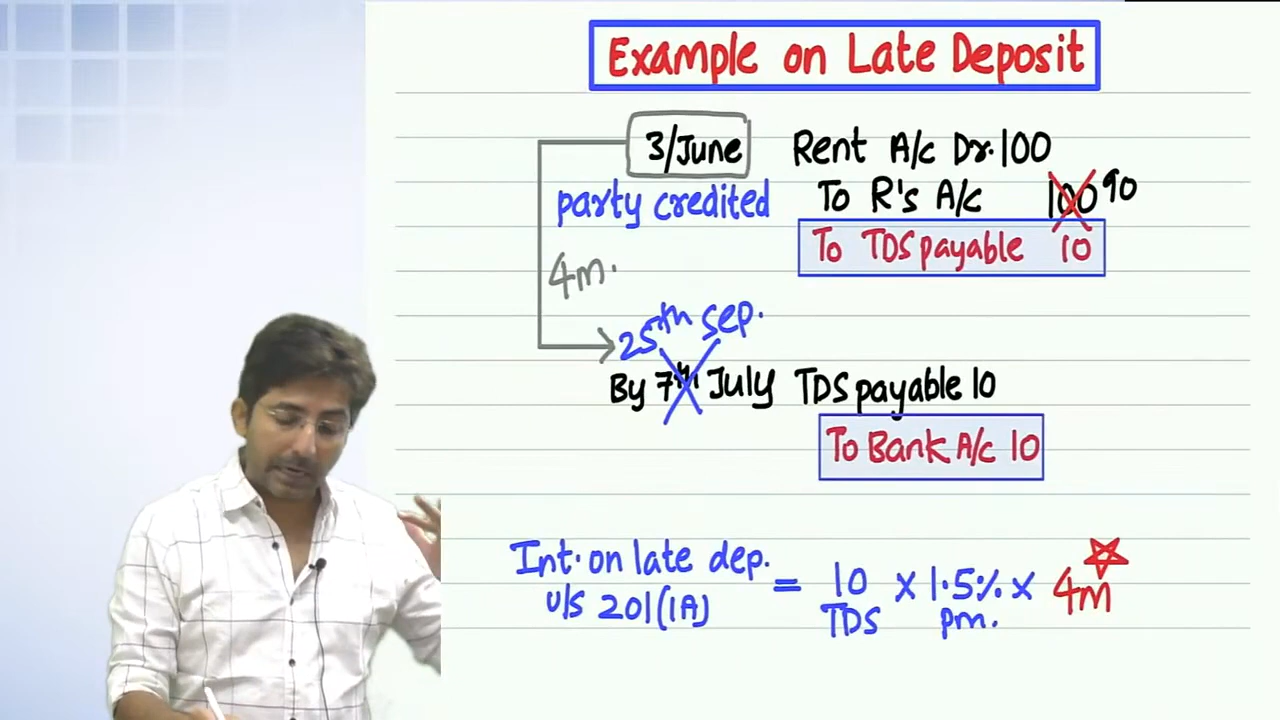 Example on Late Deposit
3/June Rent A/c Dr. 100
party credited To R's A/c 100 90
To TDS payable 10
4m.
25th sep.
By 7th July TDS payable 10
To Bank A/c 10
Int. on late dep. = 10 x 1.5% x 4m
u/s 201(1A) TDS pm.